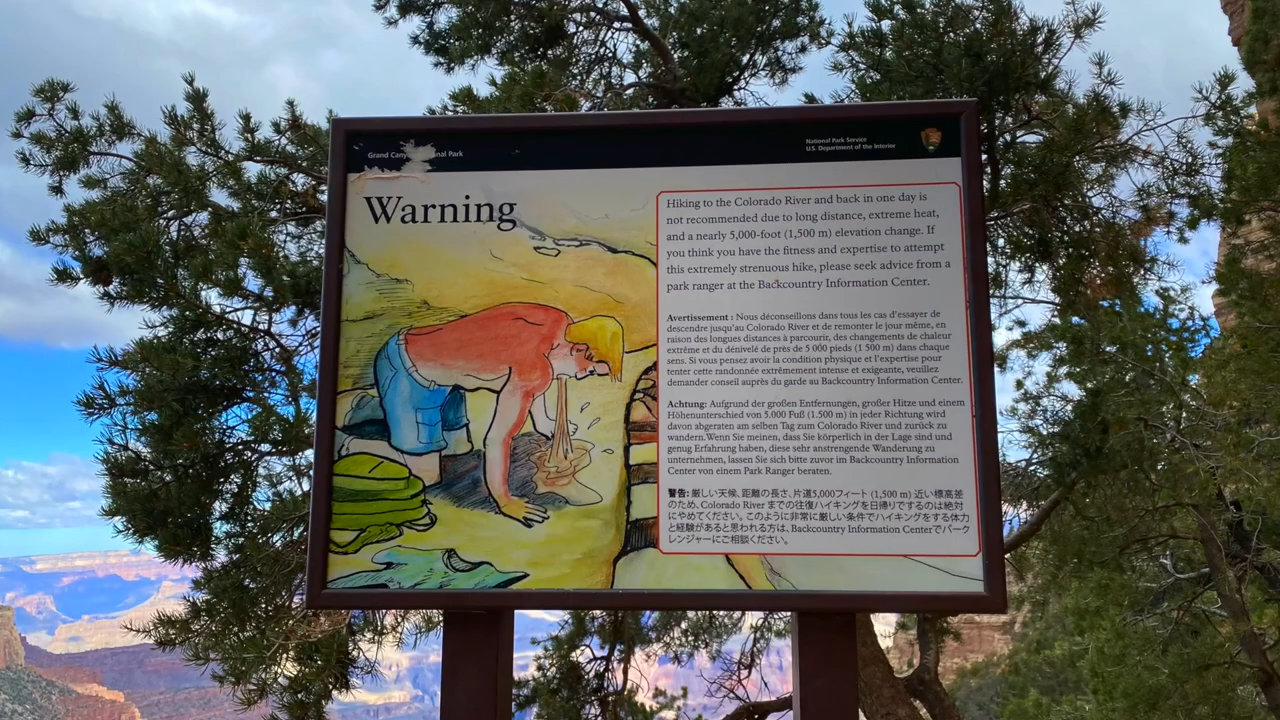 Grand Cany nal Park
National Park Service
U.S. Department of the Interior
Warning
Hiking to the Colorado River and back in one day is
not recommended due to long distance, extreme heat,
and a nearly 5,000-foot (1,500 m) elevation change. If
you think you have the fitness and expertise to attempt
this extremely strenuous hike, please seek advice from a
park ranger at the Backcountry Information Center.
Avertissement : Nous déconseillons dans tous les cas d'essayer de
descendre jusqu'au Colorado River et de remonter le jour même, en
raison des longues distances à parcourir, des changements de chaleur
extrême et du dénivelé de près de 5 000 pieds (1 500 m) dans chaque
sens. Si vous pensez avoir la condition physique et l'expertise pour
tenter cette randonnée extrêmement intense et exigeante, veuillez
demander conseil auprès du garde au Backcountry Information Center.
Achtung: Aufgrund der großen Entfernungen, großer Hitze und einem
Höhenunterschied von 5.000 Fuß (1.500 m) in jeder Richtung wird
davon abgeraten am selben Tag zum Colorado River und zurück zu
wandern.Wenn Sie meinen, dass Sie körperlich in der Lage sind und
genug Erfahrung haben, diese sehr anstrengende Wanderung zu
unternehmen, lassen Sie sich bitte zuvor im Backcountry Information
Center von einem Park Ranger beraten.
警告: 厳しい天候、距離の長さ、片道5,000フィート (1,500 m) 近い標高差
のため、Colorado River までの往復ハイキングを日帰りでするのは絶対
にやめてください。このように非常に厳しい条件でハイキングをする体力
と経験があると思われる方は、Backcountry Information Centerでパーク
レンジャーにご相談ください。